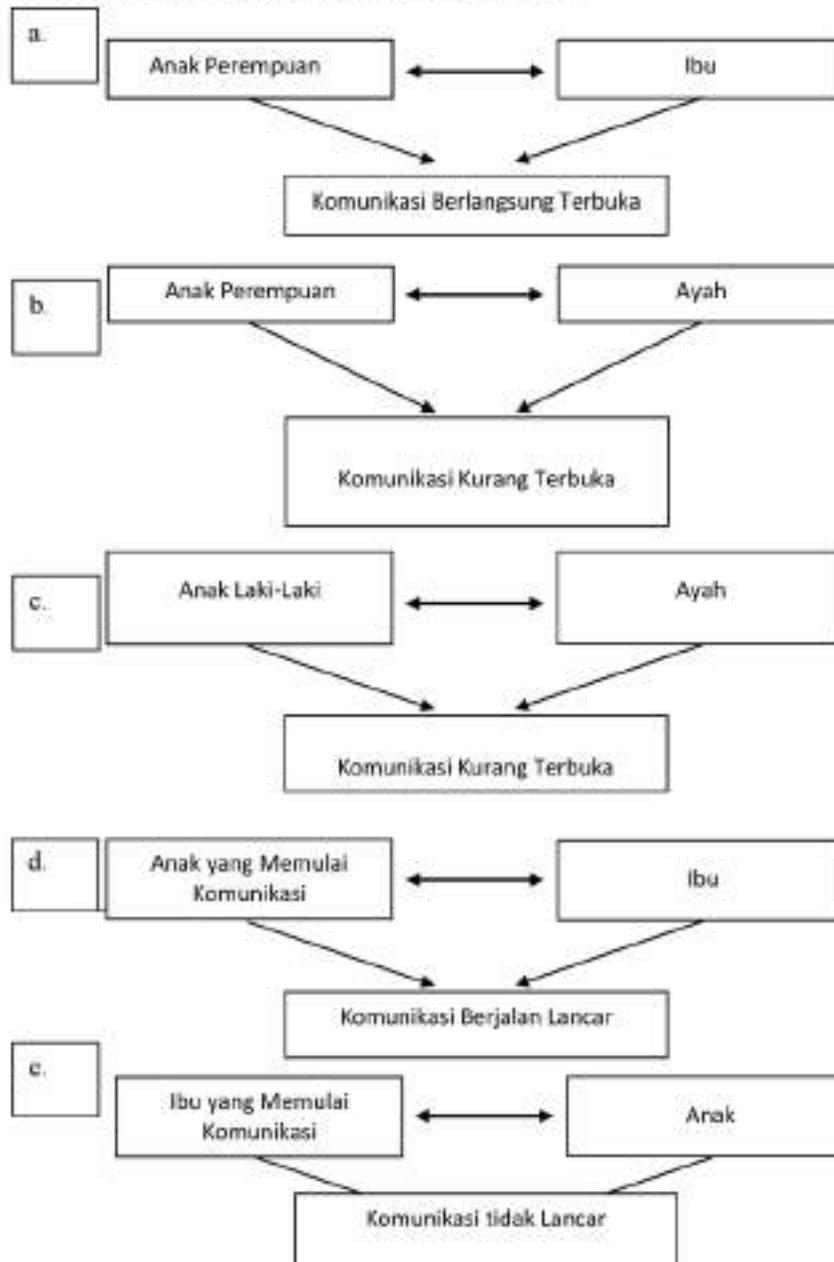 a.
Anak Perempuan
Ibu
Komunikasi Berlangsung Terbuka
b.
Anak Perempuan
Ayah
Komunikasi Kurang Terbuka
c.
Anak Laki-Laki
Ayah
Komunikasi Kurang Terbuka
d.
Anak yang Memulai
Komunikasi
Ibu
Komunikasi Berjalan Lancar
e.
Ibu yang Memulai
Komunikasi
Anak
Komunikasi tidak Lancar